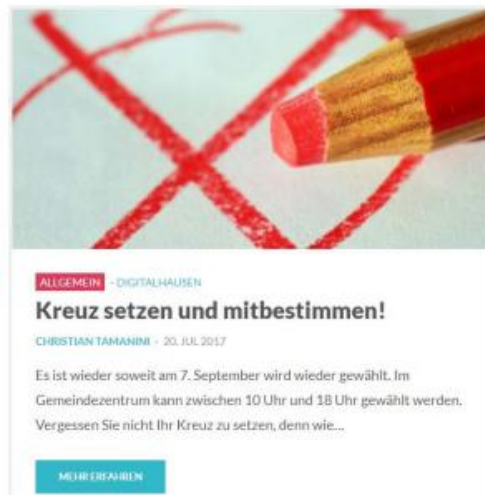 ALLGEMEIN - DIGITALHAUSEN
Kreuz setzen und mitbestimmen!
CHRISTIAN TAMANINI - 20. JUL 2017
Es ist wieder soweit am 7. September wird wieder gewählt. Im
Gemeindezentrum kann zwischen 10 Uhr und 18 Uhr gewählt werden.
Vergessen Sie nicht Ihr Kreuz zu setzen, denn wie...
MEHR ERFAHREN